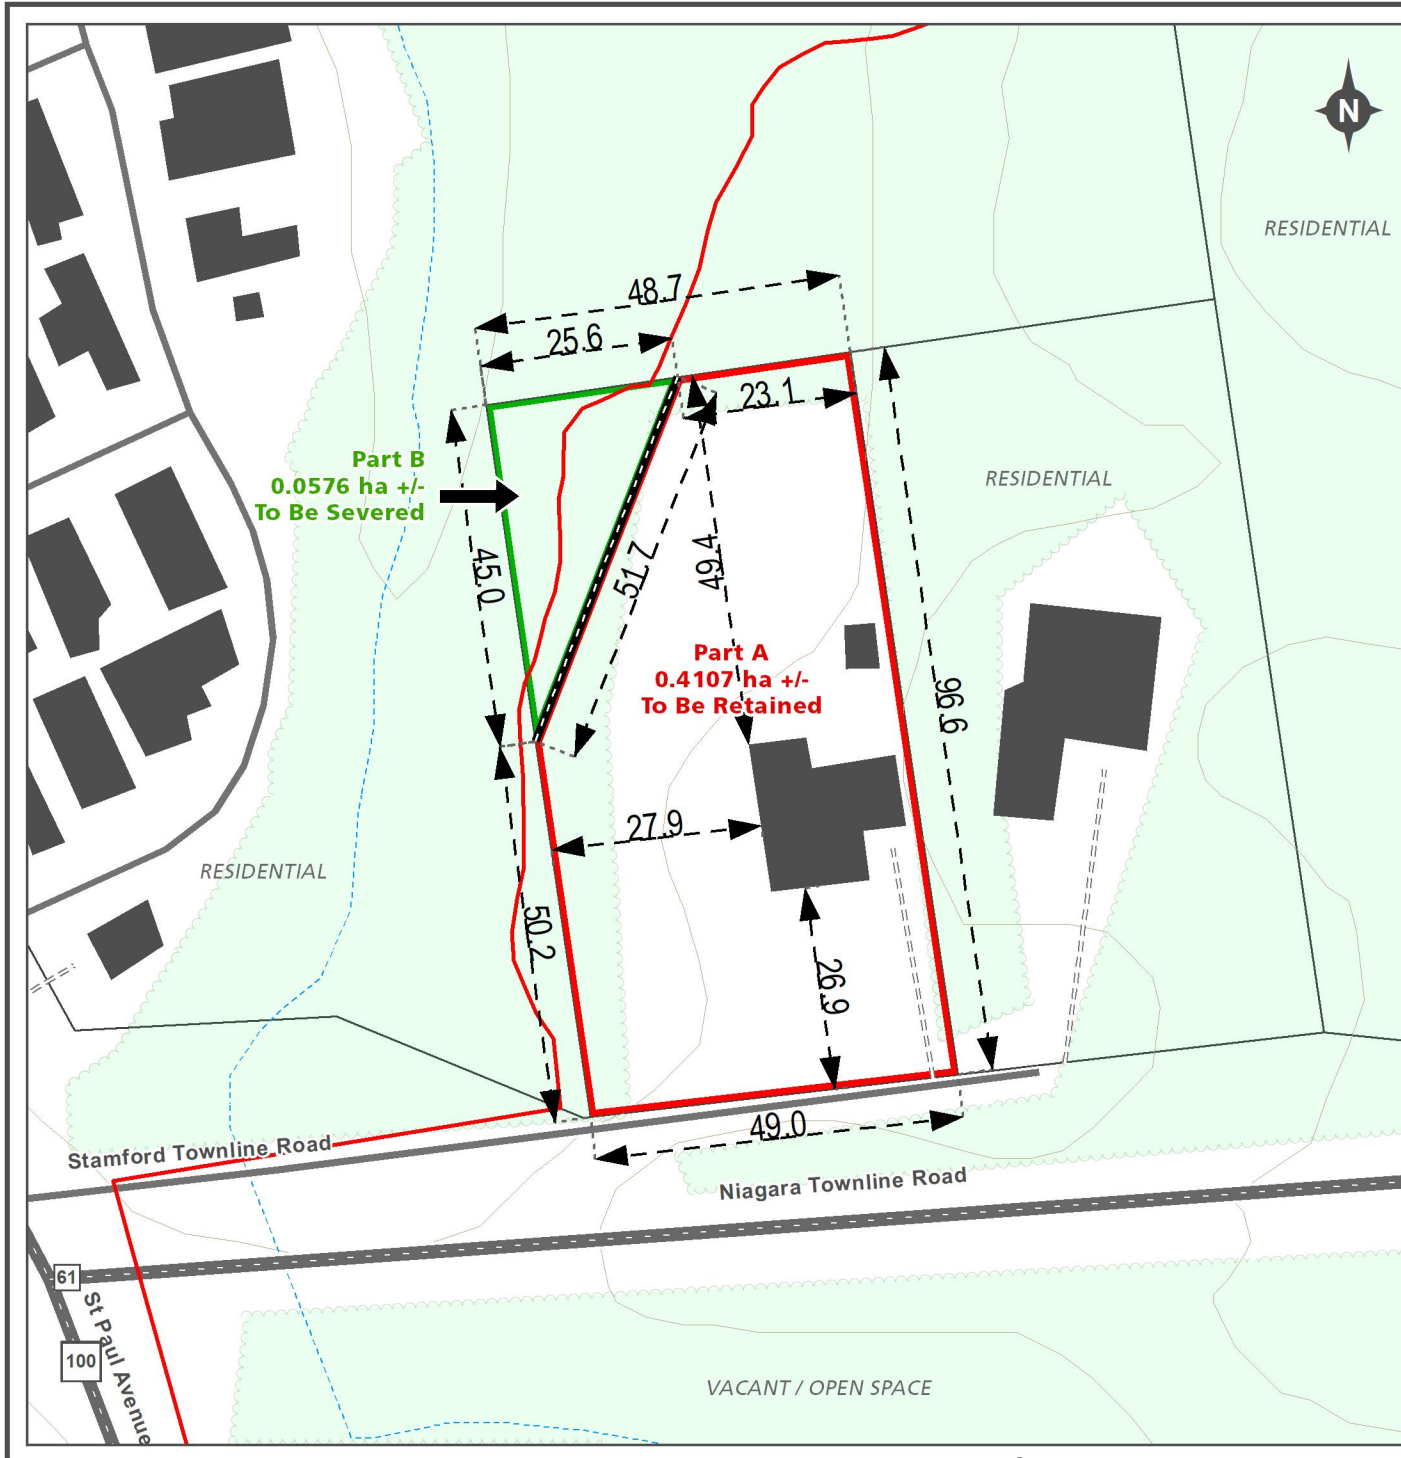 N
RESIDENTIAL
48.7
25.6
23.1
Part B
0.0576 ha +/-
To Be Severed
RESIDENTIAL
45.0
51.7
49.4
Part A
0.4107 ha +/-
To Be Retained
96.6
27.9
RESIDENTIAL
50.2
26.9
49.0
Stamford Townline Road
Niagara Townline Road
61
St Paul Avenue
100
VACANT / OPEN SPACE